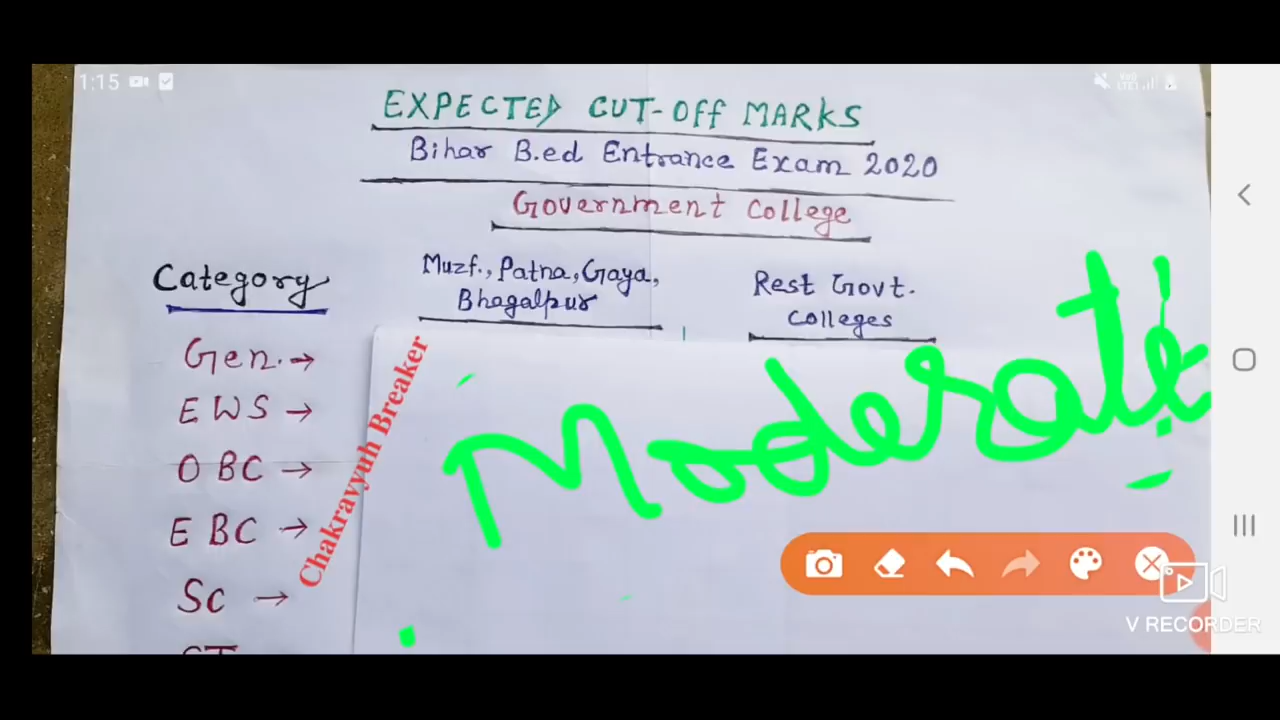 1:15
EXPECTED CUT-OFF MARKS
Bihar B.ed Entrance Exam 2020
Government College
Category
Muzf., Patna, Gaya,
Bhagalpur
Rest Govt.
Colleges
Gen. →
EWS →
OBC →
EBC →
SC →
ST
Chakravyuh Breaker
Moderate
V RECORDER